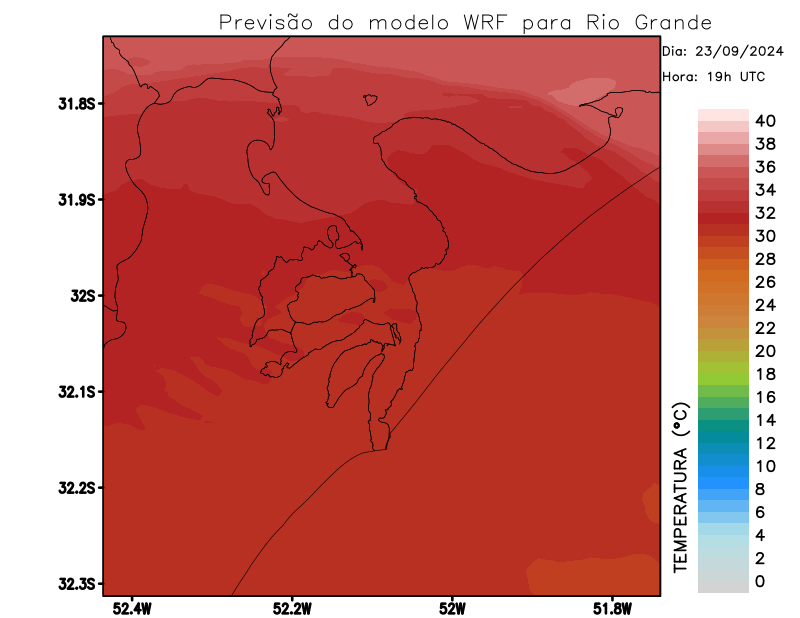 Previsão do modelo WRF para Rio Grande
Dia: 23/09/2024
Hora: 19h UTC
31.8S
31.9S
32S
32.1S
32.2S
32.3S
52.4W
52.2W
52W
51.8W
TEMPERATURA (°C)
40
38
36
34
32
30
28
26
24
22
20
18
16
14
12
10
8
6
4
2
0